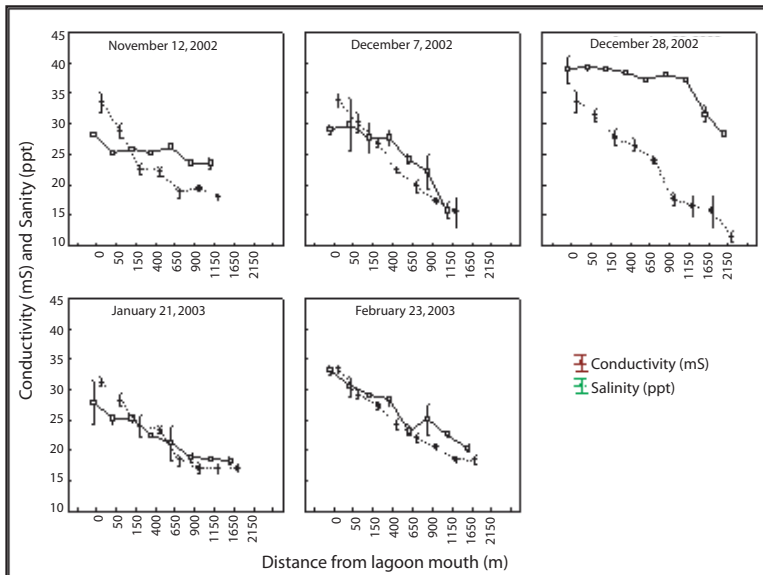 November 12, 2002
December 7, 2002
December 28, 2002
45
40
35
30
25
20
15
10
0 50 150 400 650 900 1150 1650 2150
0 50 150 400 650 900 1150 1650 2150
0 50 150 400 650 900 1150 1650 2150
Conductivity (mS) and Sanity (ppt)
January 21, 2003
February 23, 2003
45
40
35
30
25
20
15
10
0 50 150 400 650 900 1150 1650 2150
0 50 150 400 650 900 1150 1650 2150
Conductivity (mS)
Salinity (ppt)
Distance from lagoon mouth (m)